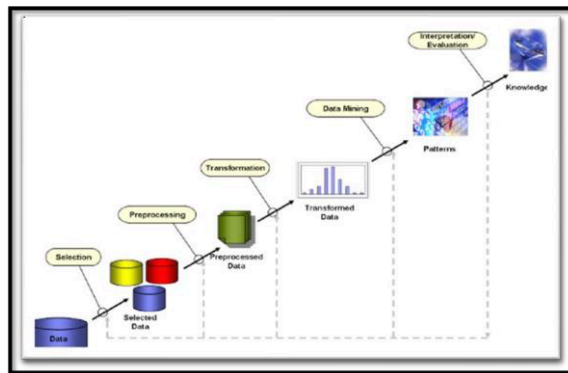 Interpretation/
Evaluation
Knowledge
Data Mining
Patterns
Transformation
Transformed
Data
Preprocessing
Preprocessed
Data
Selection
Selected
Data
Data